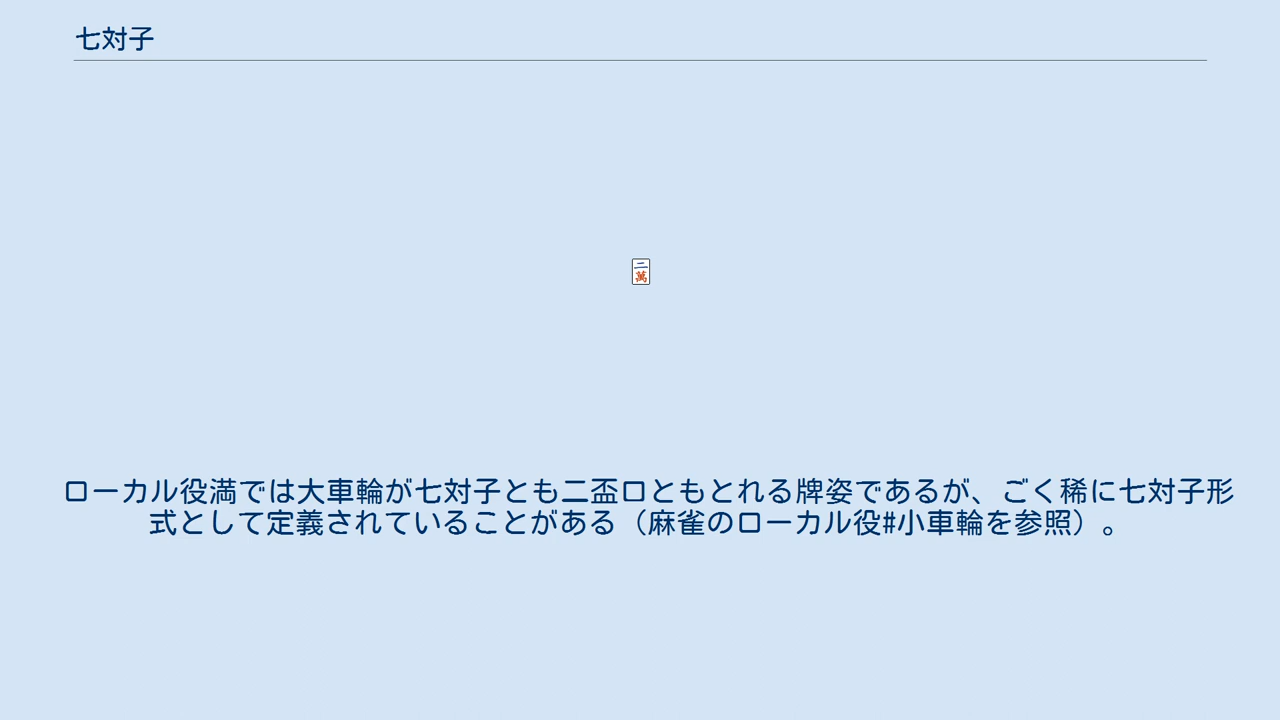 七対子
二
萬
ローカル役満では大車輪が七対子とも二盃口ともとれる牌姿であるが、ごく稀に七対子形
式として定義されていることがある（麻雀のローカル役#小車輪を参照）。